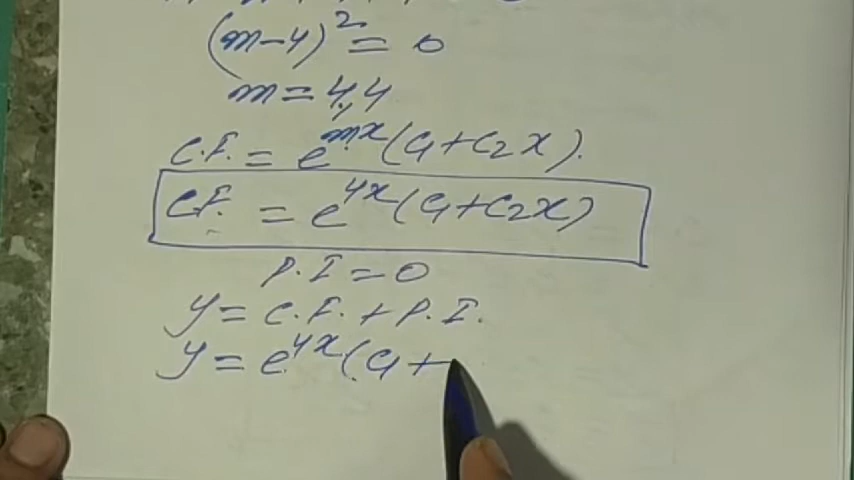 (m-4)² = 0
m = 4,4
C.F. = e^mx (C1+C2x).
C.F. = e^4x (C1+C2x)
P.I = 0
y = C.F. + P.I.
y = e^4x (C1+